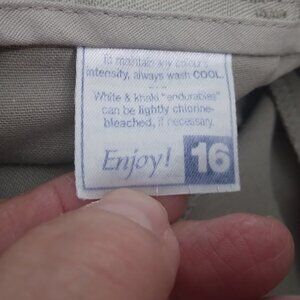 To maintain any colour's
intensity, always wash COOL.
White & khaki "endurables"
can be lightly chlorine-
bleached, if necessary.
Enjoy! 16